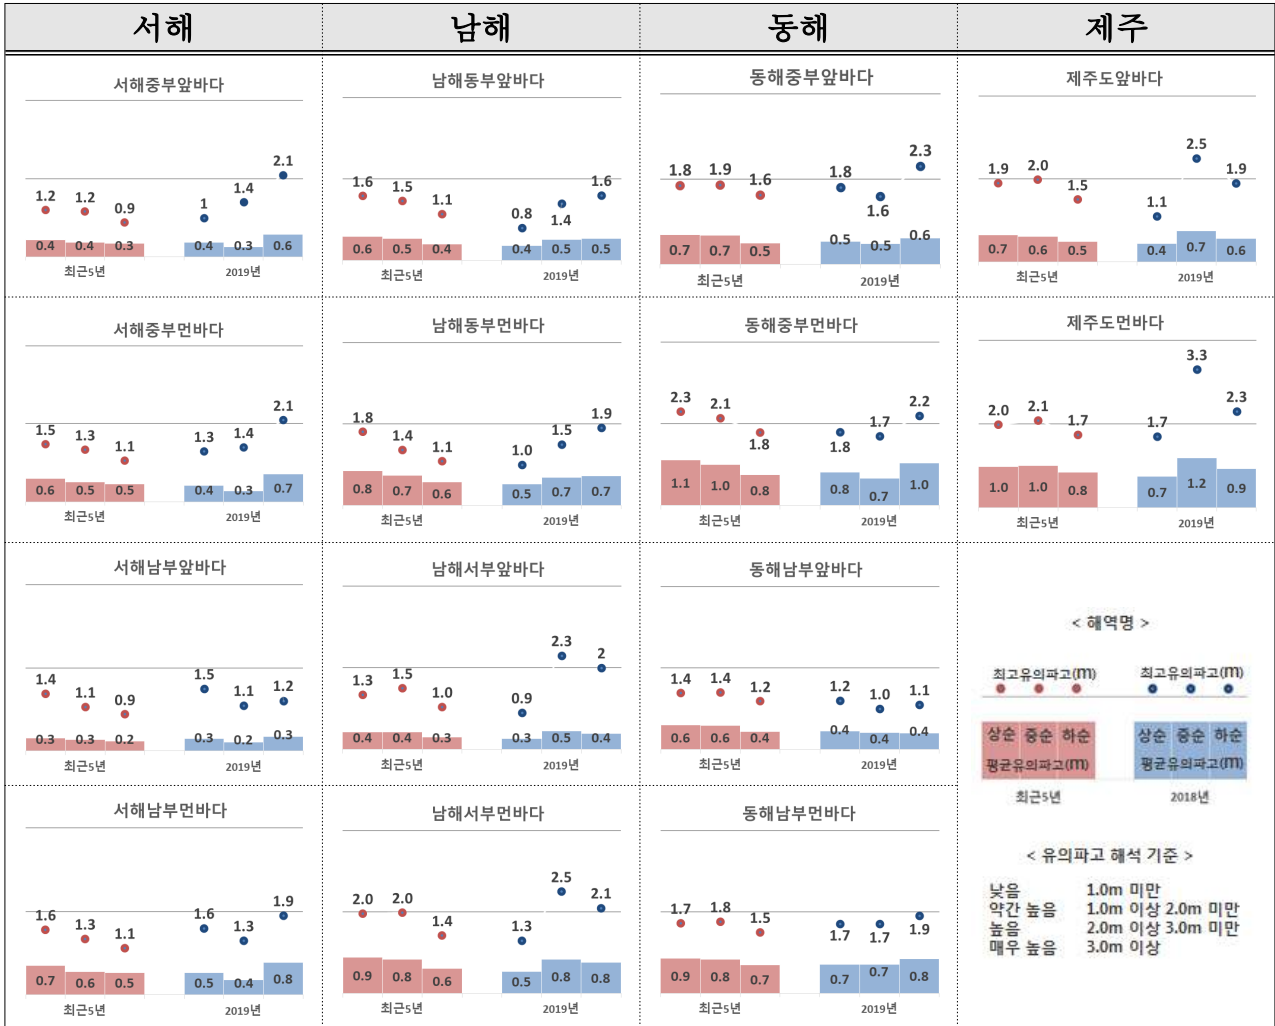 서해 남해 동해 제주
서해중부앞바다
1.2 1.2 0.9 1 1.4 2.1
0.4 0.4 0.3 0.4 0.3 0.6
최근5년 2019년
남해동부앞바다
1.6 1.5 1.1 0.8 1.4 1.6
0.6 0.5 0.4 0.4 0.5 0.5
최근5년 2019년
동해중부앞바다
1.8 1.9 1.6 1.8 1.6 2.3
0.7 0.7 0.5 0.5 0.5 0.6
최근5년 2019년
제주도앞바다
1.9 2.0 1.5 1.1 2.5 1.9
0.7 0.6 0.5 0.4 0.7 0.6
최근5년 2019년
서해중부먼바다
1.5 1.3 1.1 1.3 1.4 2.1
0.6 0.5 0.5 0.4 0.3 0.7
최근5년 2019년
남해동부먼바다
1.8 1.4 1.1 1.0 1.5 1.9
0.8 0.7 0.6 0.5 0.7 0.7
최근5년 2019년
동해중부먼바다
2.3 2.1 1.8 1.8 1.7 2.2
1.1 1.0 0.8 0.8 0.7 1.0
최근5년 2019년
제주도먼바다
2.0 2.1 1.7 1.7 3.3 2.3
1.0 1.0 0.8 0.7 1.2 0.9
최근5년 2019년
서해남부앞바다
1.4 1.1 0.9 1.5 1.1 1.2
0.3 0.3 0.2 0.3 0.2 0.3
최근5년 2019년
남해서부앞바다
1.3 1.5 1.0 0.9 2.3 2
0.4 0.4 0.3 0.3 0.5 0.4
최근5년 2019년
동해남부앞바다
1.4 1.4 1.2 1.2 1.0 1.1
0.6 0.6 0.4 0.4 0.4 0.4
최근5년 2019년
서해남부먼바다
1.6 1.3 1.1 1.6 1.3 1.9
0.7 0.6 0.5 0.5 0.4 0.8
최근5년 2019년
남해서부먼바다
2.0 2.0 1.4 1.3 2.5 2.1
0.9 0.8 0.6 0.5 0.8 0.8
최근5년 2019년
동해남부먼바다
1.7 1.8 1.5 1.7 1.7 1.9
0.9 0.8 0.7 0.7 0.7 0.8
최근5년 2019년
< 해역명 >
최고유의파고(m) 최고유의파고(m)
상순 중순 하순 상순 중순 하순
평균유의파고(m) 평균유의파고(m)
최근5년 2018년
< 유의파고 해석 기준 >
낮음 1.0m 미만
약간 높음 1.0m 이상 2.0m 미만
높음 2.0m 이상 3.0m 미만
매우 높음 3.0m 이상